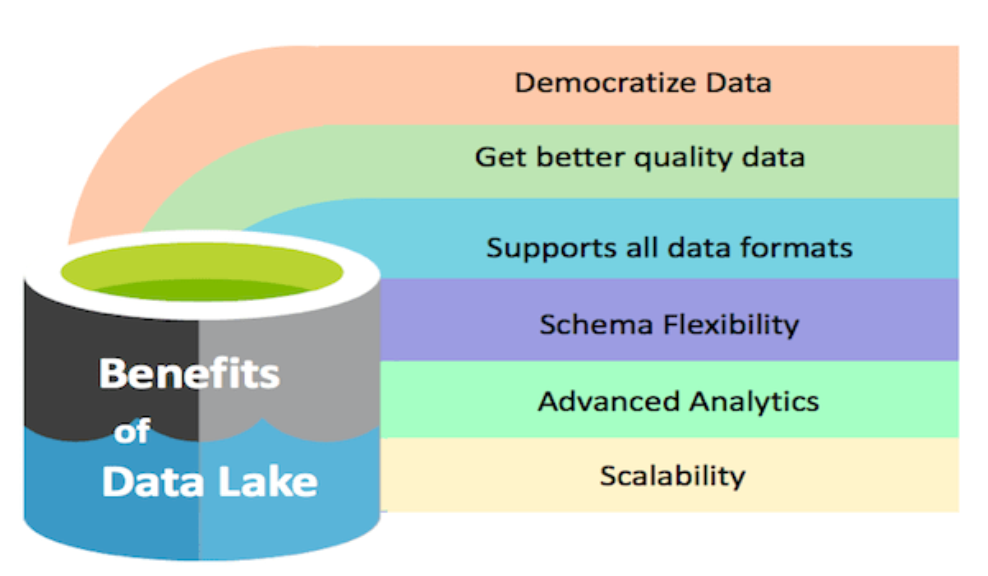 Democratize Data
Get better quality data
Supports all data formats
Schema Flexibility
Advanced Analytics
Scalability
Benefits
of
Data Lake